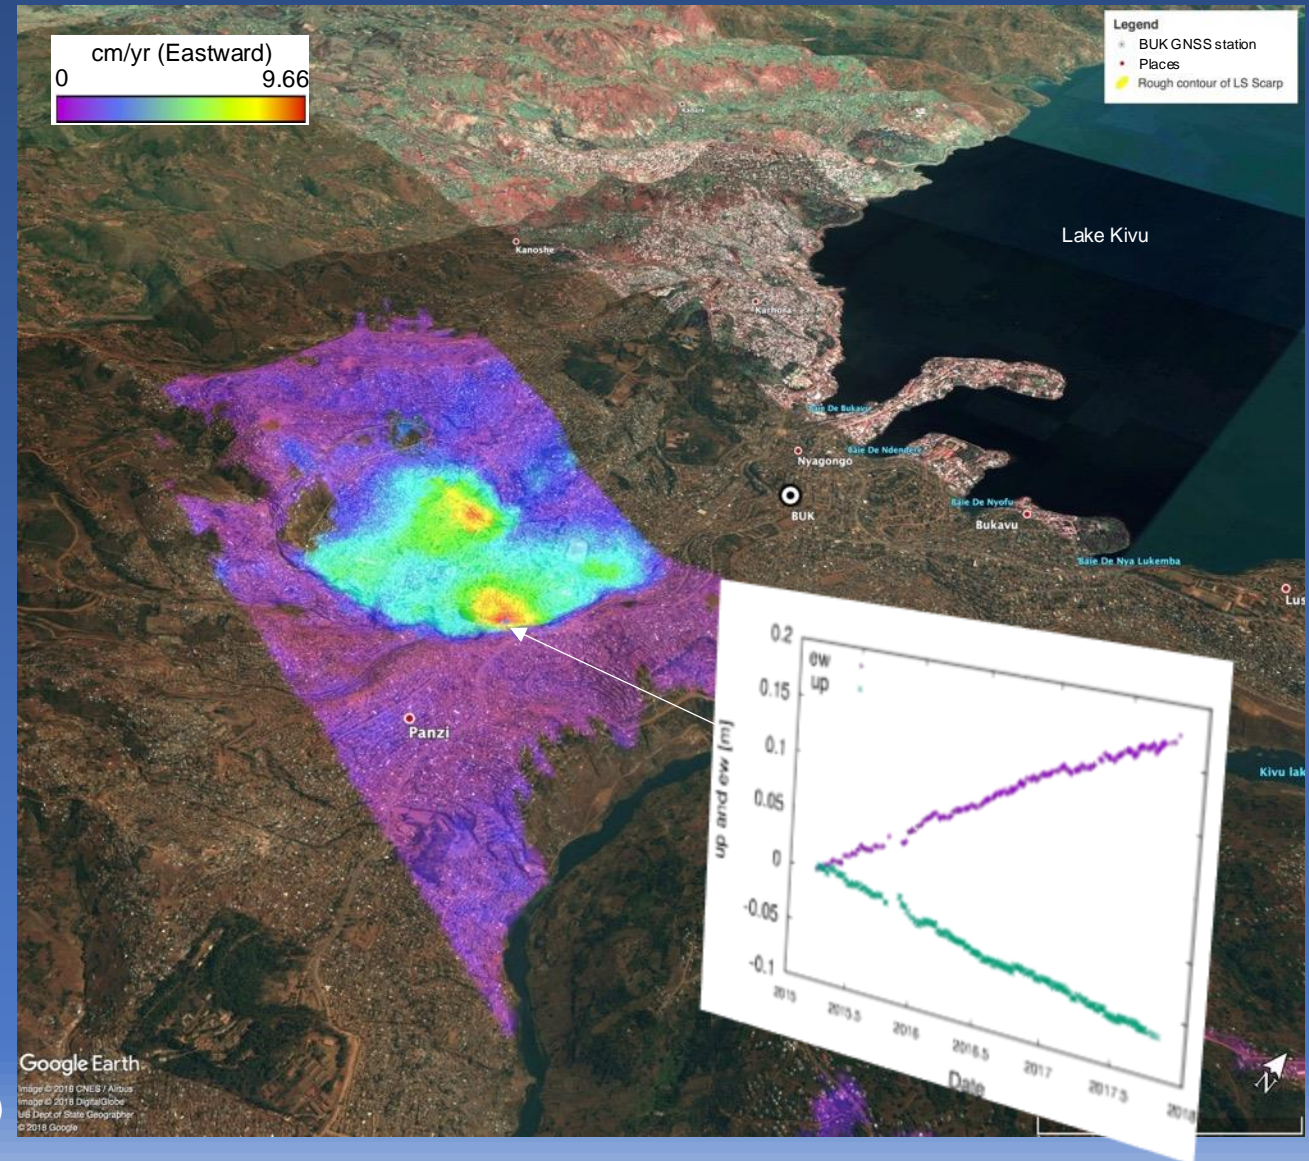 cm/yr (Eastward)
0 9.66
Legend
BUK GNSS station
Places
Rough contour of LS Scarp
Lake Kivu
Kanoshe
Karhora
Baie De Bukavu
Baie De Ndendere
Nyagongo
BUK
Baie De Nyofu
Bukavu
Baie De Nya Lukemba
Lus
Panzi
Kivu lak
0.2
0.15
0.1
0.05
0
-0.05
-0.1
ew
up
up and ew [m]
2015
2015.5
2016
2016.5
2017
2017.5
2018
Date
N
Google Earth
Image © 2018 CNES / Airbus
Image © 2018 DigitalGlobe
US Dept of State Geographer
© 2018 Google